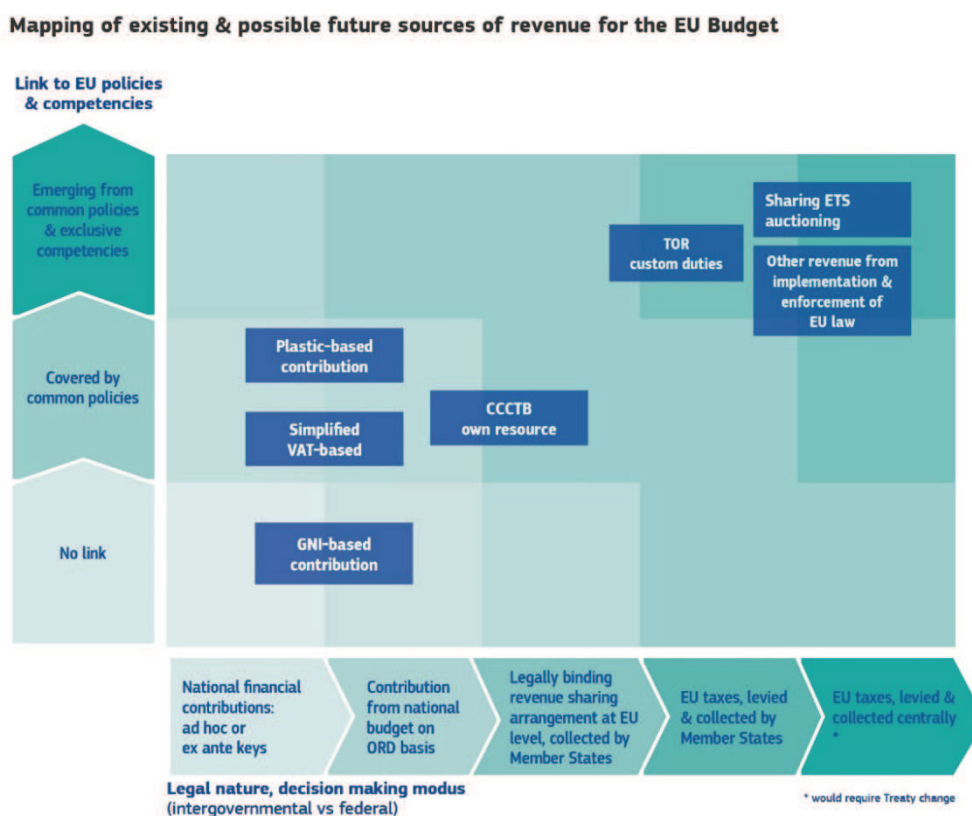 Mapping of existing & possible future sources of revenue for the EU Budget
Link to EU policies
& competencies
Emerging from
common policies
& exclusive
competencies
Sharing ETS
auctioning
TOR
custom duties
Other revenue from
implementation &
enforcement of
EU law
Covered by
common policies
Plastic-based
contribution
Simplified
VAT-based
CCCTB
own resource
No link
GNI-based
contribution
National financial
contributions:
ad hoc or
ex ante keys
Contribution
from national
budget on
ORD basis
Legally binding
revenue sharing
arrangement at EU
level, collected by
Member States
EU taxes, levied
& collected by
Member States
EU taxes, levied &
collected centrally
*
Legal nature, decision making modus
(intergovernmental vs federal)
* would require Treaty change